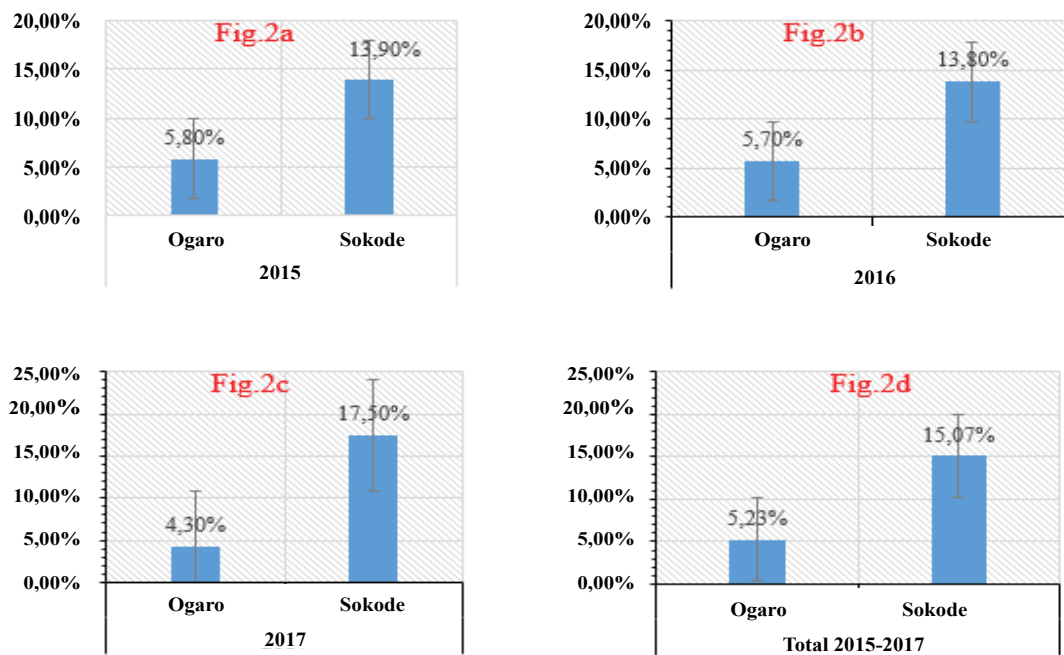 20,00%
15,00%
10,00%
5,00%
0,00%
Fig.2a
5,80%
13,90%
Ogaro
Sokode
2015
20,00%
15,00%
10,00%
5,00%
0,00%
Fig.2b
5,70%
13,80%
Ogaro
Sokode
2016
25,00%
20,00%
15,00%
10,00%
5,00%
0,00%
Fig.2c
4,30%
17,50%
Ogaro
Sokode
2017
25,00%
20,00%
15,00%
10,00%
5,00%
0,00%
Fig.2d
5,23%
15,07%
Ogaro
Sokode
Total 2015-2017